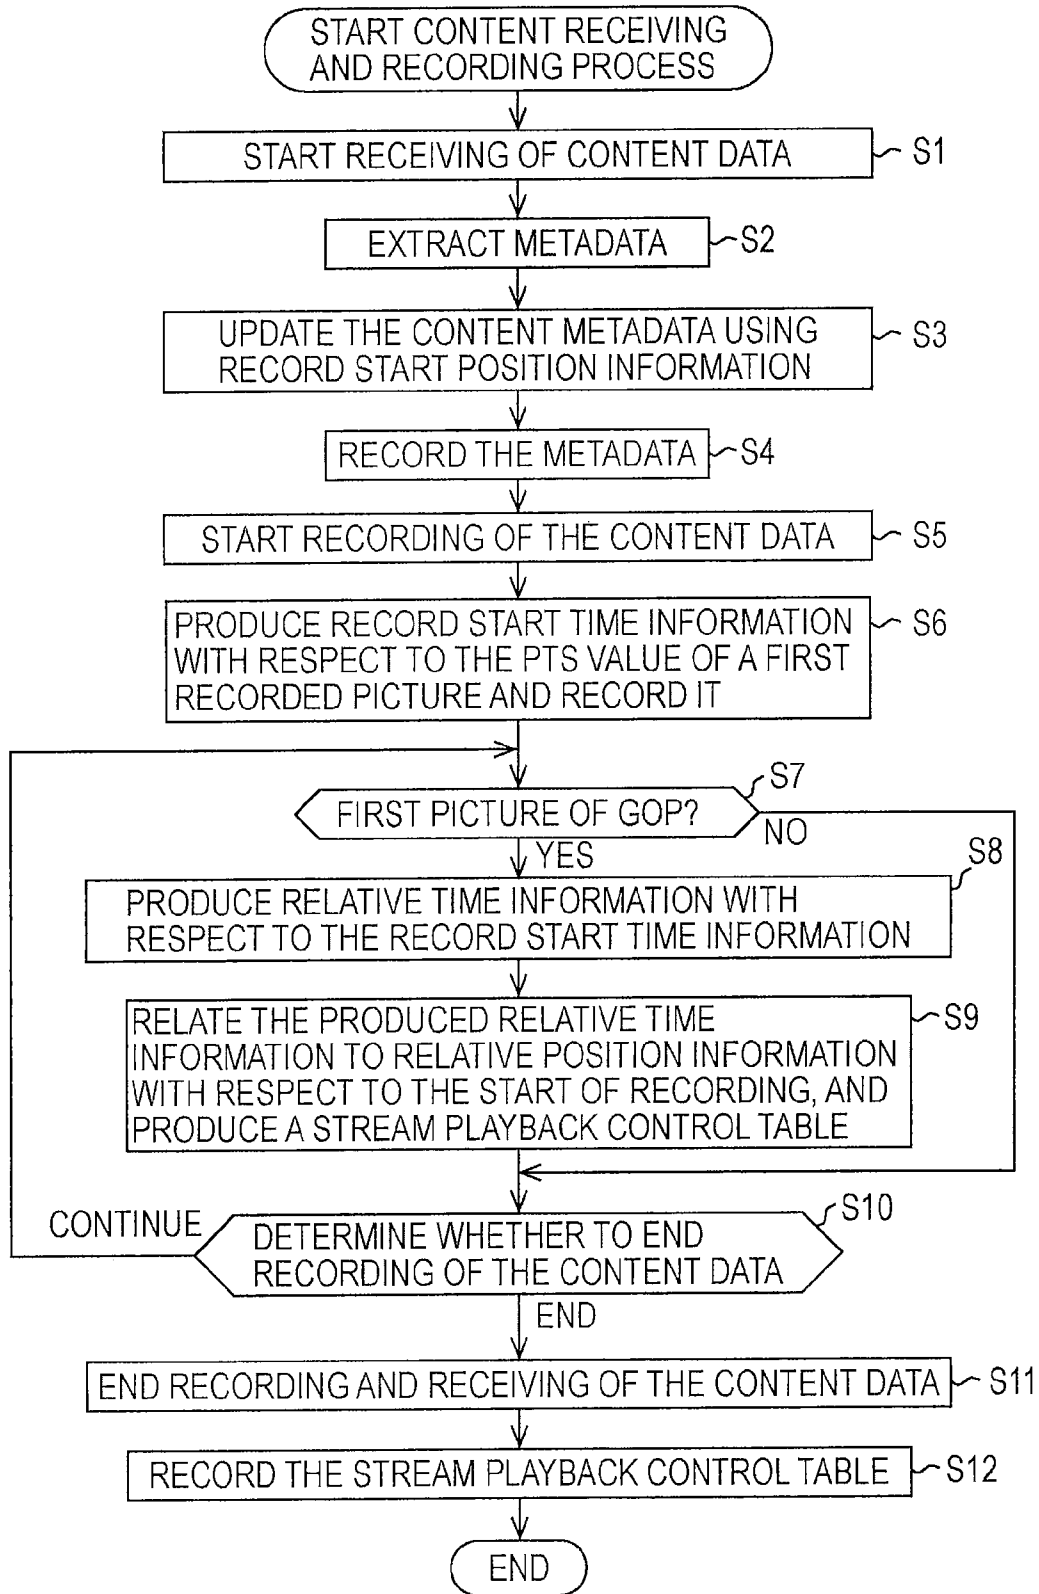 START CONTENT RECEIVING
AND RECORDING PROCESS
START RECEIVING OF CONTENT DATA
S1
EXTRACT METADATA
S2
UPDATE THE CONTENT METADATA USING
RECORD START POSITION INFORMATION
S3
RECORD THE METADATA
S4
START RECORDING OF THE CONTENT DATA
S5
PRODUCE RECORD START TIME INFORMATION
WITH RESPECT TO THE PTS VALUE OF A FIRST
RECORDED PICTURE AND RECORD IT
S6
S7
FIRST PICTURE OF GOP?
NO
YES
S8
PRODUCE RELATIVE TIME INFORMATION WITH
RESPECT TO THE RECORD START TIME INFORMATION
RELATE THE PRODUCED RELATIVE TIME
INFORMATION TO RELATIVE POSITION INFORMATION
WITH RESPECT TO THE START OF RECORDING, AND
PRODUCE A STREAM PLAYBACK CONTROL TABLE
S9
CONTINUE
S10
DETERMINE WHETHER TO END
RECORDING OF THE CONTENT DATA
END
END RECORDING AND RECEIVING OF THE CONTENT DATA
S11
RECORD THE STREAM PLAYBACK CONTROL TABLE
S12
END